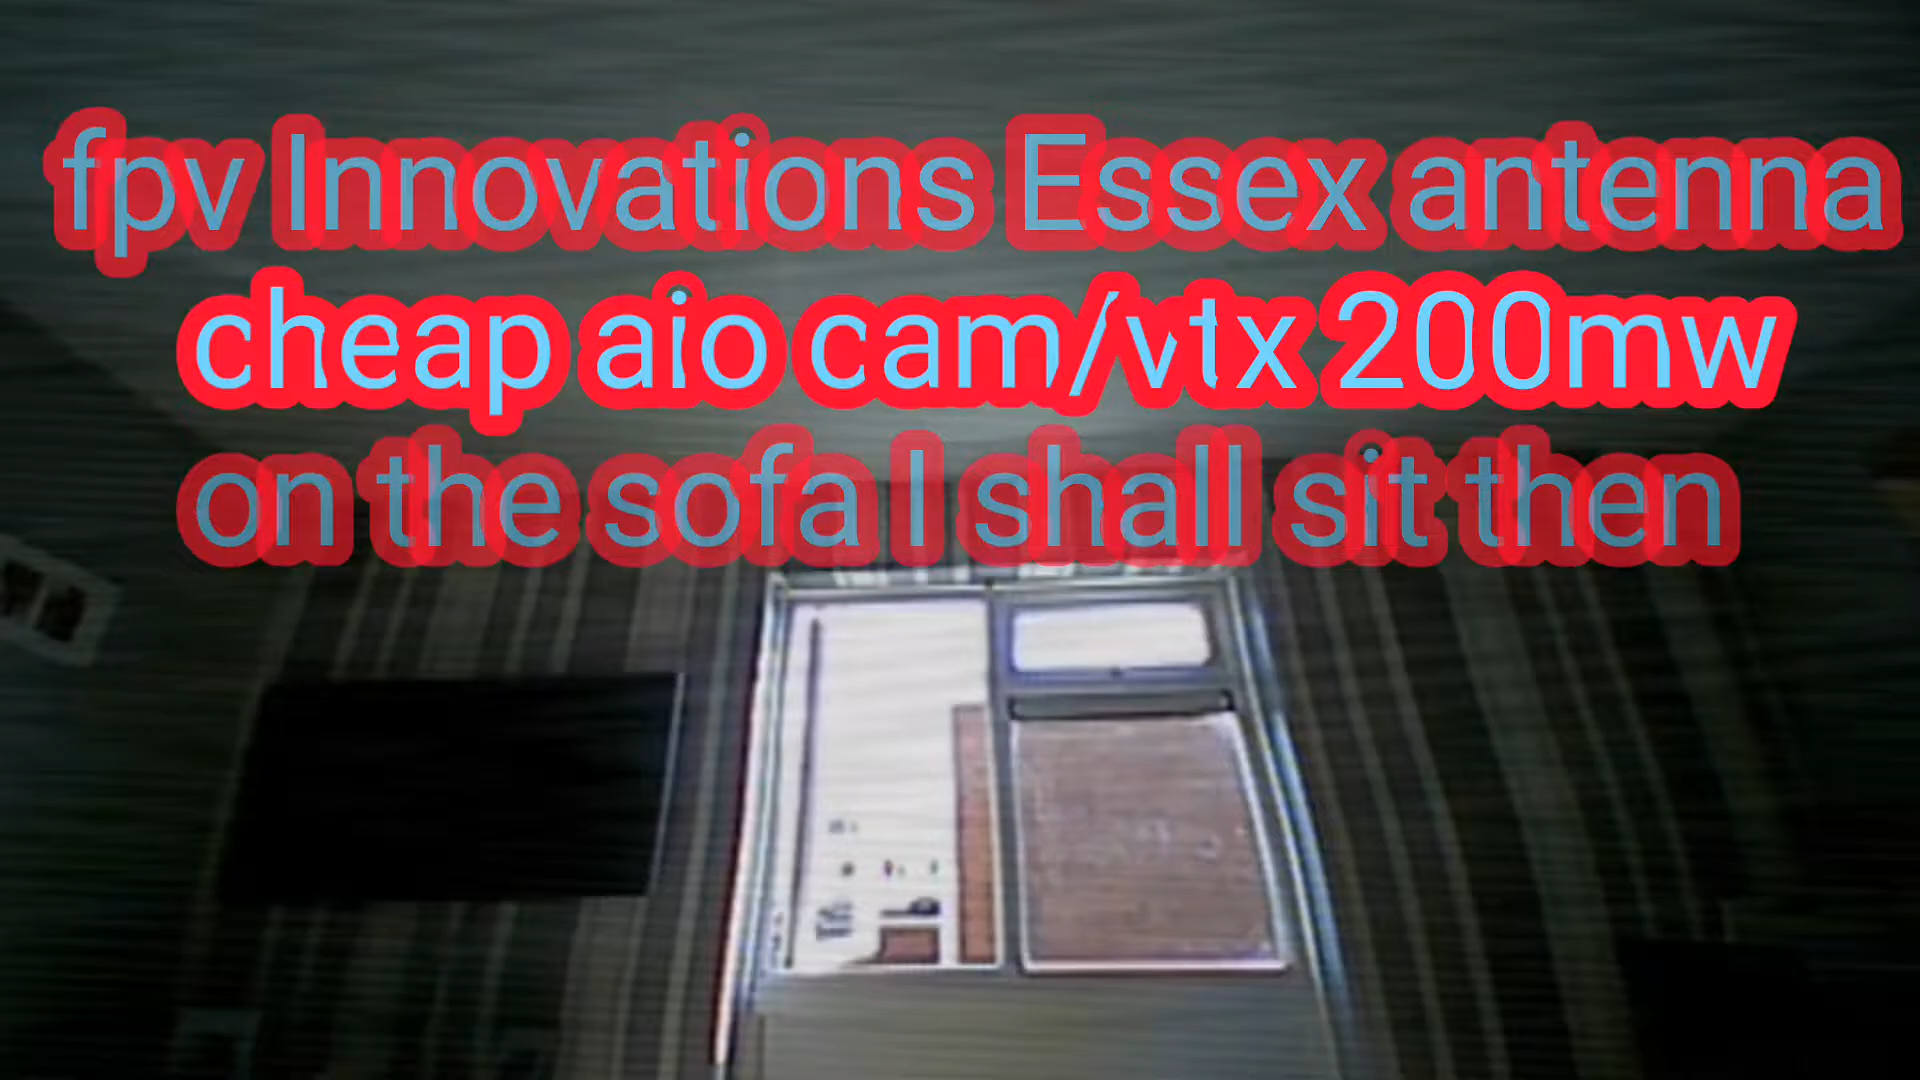 fpv Innovations Essex antenna
cheap aio cam/vtx 200mw
on the sofa I shall sit then